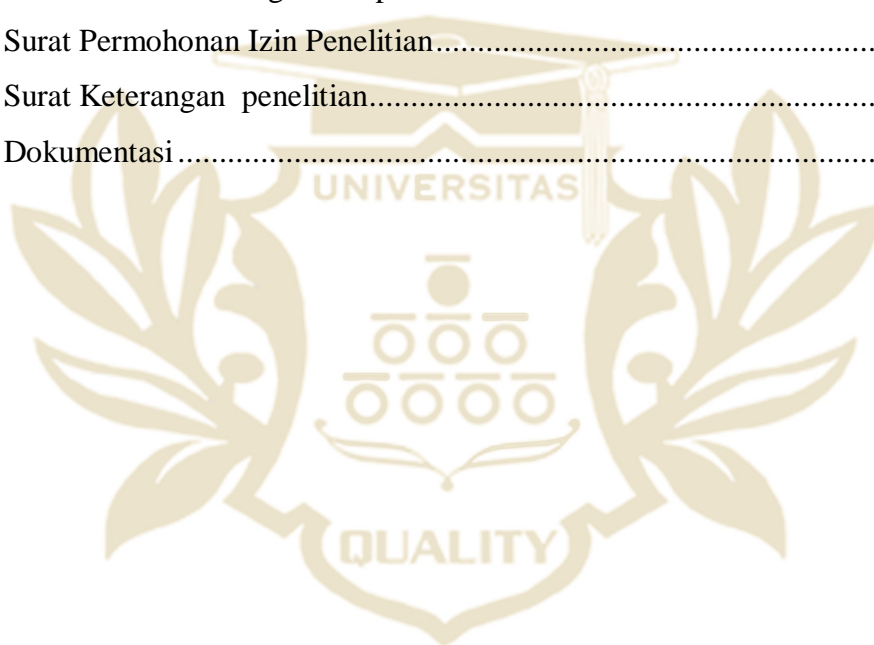 Surat Permohonan Izin Penelitian.....................................................
Surat Keterangan  penelitian.............................................................
Dokumentasi....................................................................................
UNIVERSITAS
QUALITY